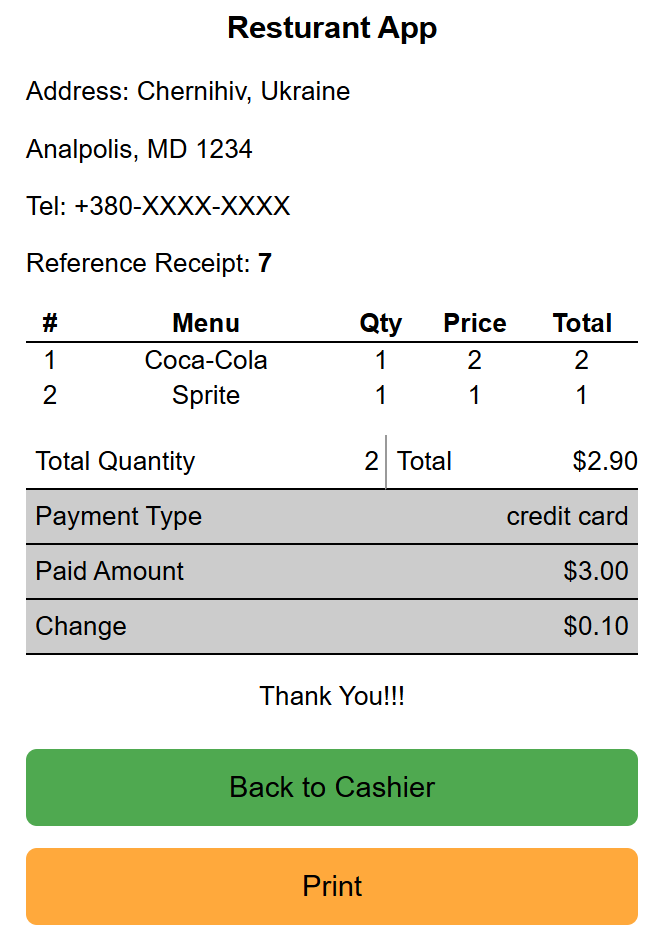 Resturant App
Address: Chernihiv, Ukraine
Analpolis, MD 1234
Tel: +380-XXXX-XXXX
Reference Receipt: 7
# Menu Qty Price Total
1 Coca-Cola 1 2 2
2 Sprite 1 1 1
Total Quantity 2 Total $2.90
Payment Type credit card
Paid Amount $3.00
Change $0.10
Thank You!!!
Back to Cashier
Print